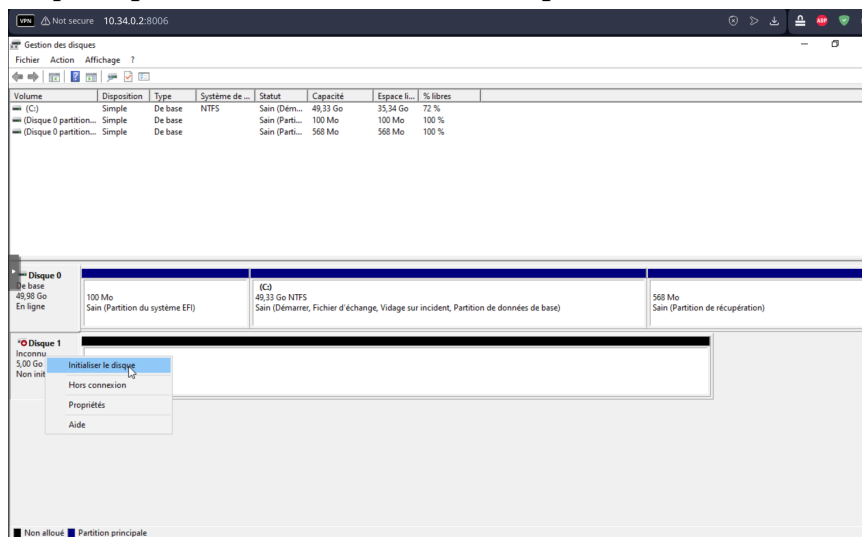 VPN Not secure 10.34.0.2:8006 ABP
Gestion des disques
Fichier Action Affichage ?
Volume Disposition Type Système de ... Statut Capacité Espace li... % libres
(C:) Simple De base NTFS Sain (Dém... 49,33 Go 35,34 Go 72 %
(Disque 0 partition... Simple De base Sain (Parti... 100 Mo 100 Mo 100 %
(Disque 0 partition... Simple De base Sain (Parti... 568 Mo 568 Mo 100 %
Disque 0
De base
49,98 Go
En ligne
100 Mo
Sain (Partition du système EFI)
(C:)
49,33 Go NTFS
Sain (Démarrer, Fichier d'échange, Vidage sur incident, Partition de données de base)
568 Mo
Sain (Partition de récupération)
Disque 1
Inconnu
5,00 Go
Non init
Initialiser le disque
Hors connexion
Propriétés
Aide
Non alloué Partition principale